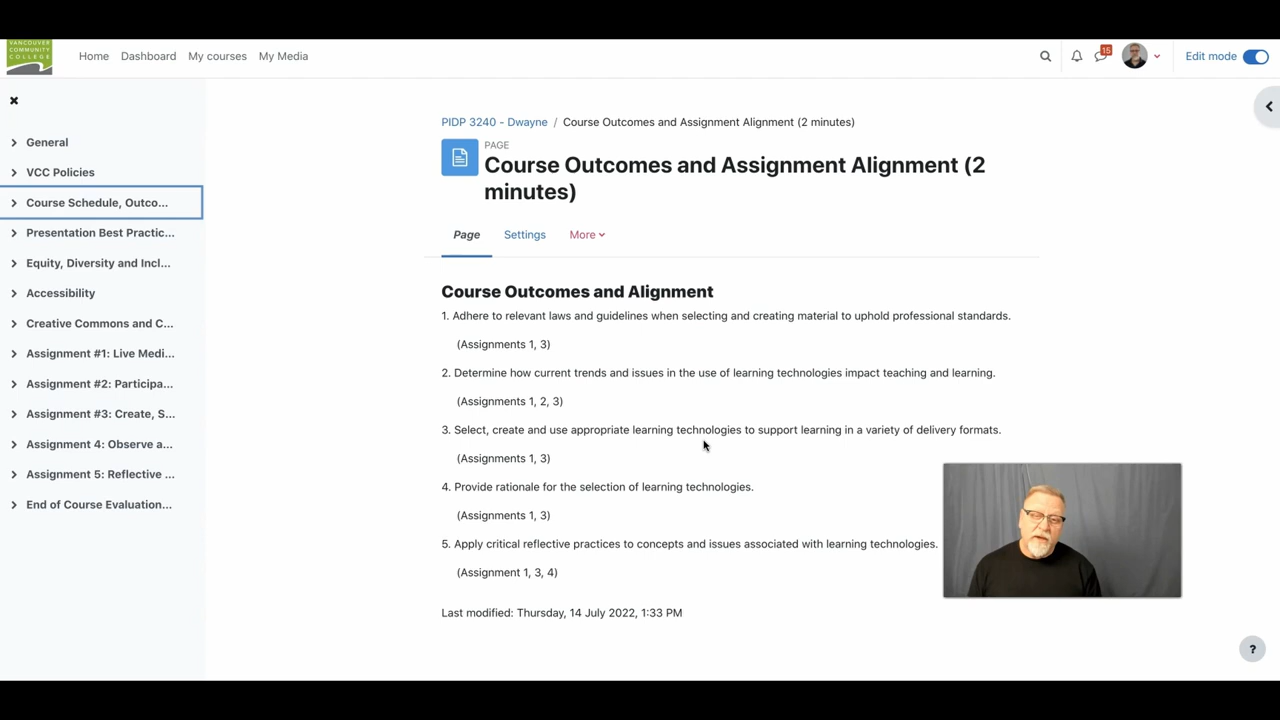 VANCOUVER
COMMUNITY
COLLEGE
Home Dashboard My courses My Media
15
Edit mode
General
VCC Policies
Course Schedule, Outco...
Presentation Best Practic...
Equity, Diversity and Incl...
Accessibility
Creative Commons and C...
Assignment #1: Live Medi...
Assignment #2: Participa...
Assignment #3: Create, S...
Assignment 4: Observe a...
Assignment 5: Reflective ...
End of Course Evaluation...
PIDP 3240 - Dwayne / Course Outcomes and Assignment Alignment (2 minutes)
PAGE
Course Outcomes and Assignment Alignment (2
minutes)
Page Settings More
Course Outcomes and Alignment
1. Adhere to relevant laws and guidelines when selecting and creating material to uphold professional standards.
(Assignments 1, 3)
2. Determine how current trends and issues in the use of learning technologies impact teaching and learning.
(Assignments 1, 2, 3)
3. Select, create and use appropriate learning technologies to support learning in a variety of delivery formats.
(Assignments 1, 3)
4. Provide rationale for the selection of learning technologies.
(Assignments 1, 3)
5. Apply critical reflective practices to concepts and issues associated with learning technologies.
(Assignment 1, 3, 4)
Last modified: Thursday, 14 July 2022, 1:33 PM
?